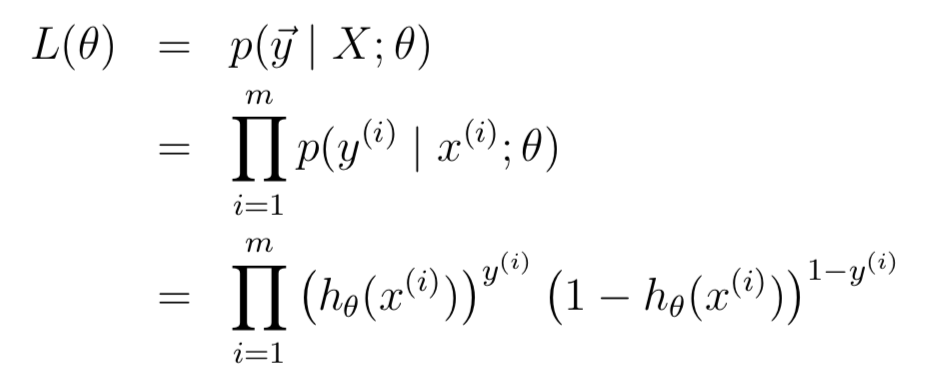 L(θ) = p(y⃗ | X; θ)
= ∏_{i=1}^{m} p(y^{(i)} | x^{(i)}; θ)
= ∏_{i=1}^{m} (h_θ(x^{(i)}))^{y^{(i)}} (1 − h_θ(x^{(i)}))^{1−y^{(i)}}